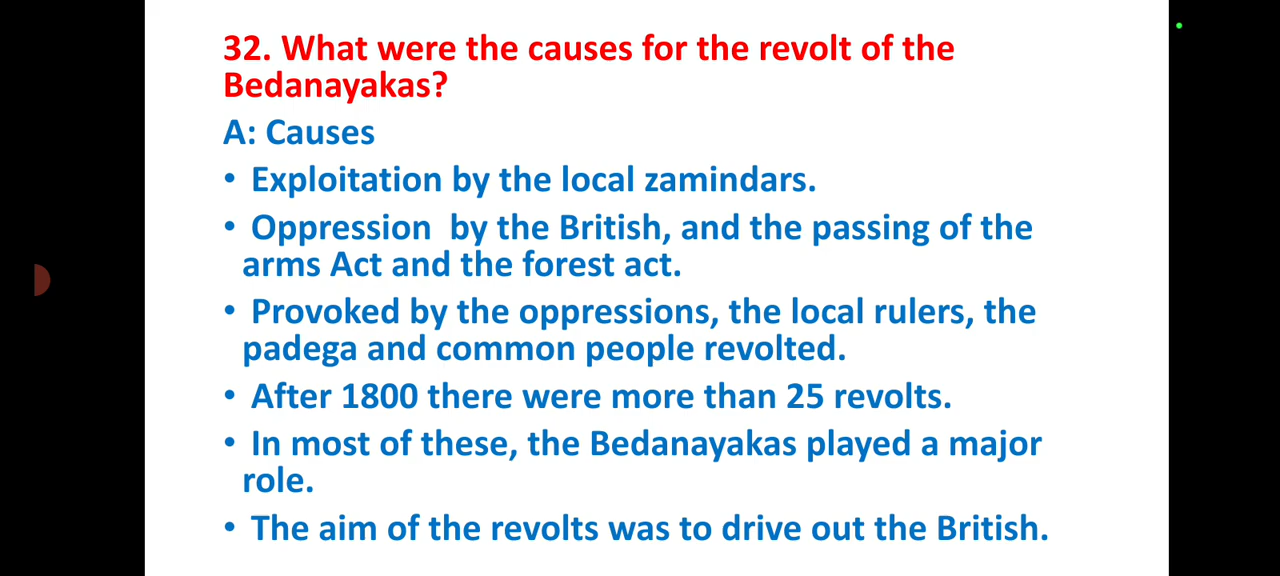 32. What were the causes for the revolt of the
Bedanayakas?
A: Causes
• Exploitation by the local zamindars.
• Oppression  by the British, and the passing of the
arms Act and the forest act.
• Provoked by the oppressions, the local rulers, the
padega and common people revolted.
• After 1800 there were more than 25 revolts.
• In most of these, the Bedanayakas played a major
role.
• The aim of the revolts was to drive out the British.